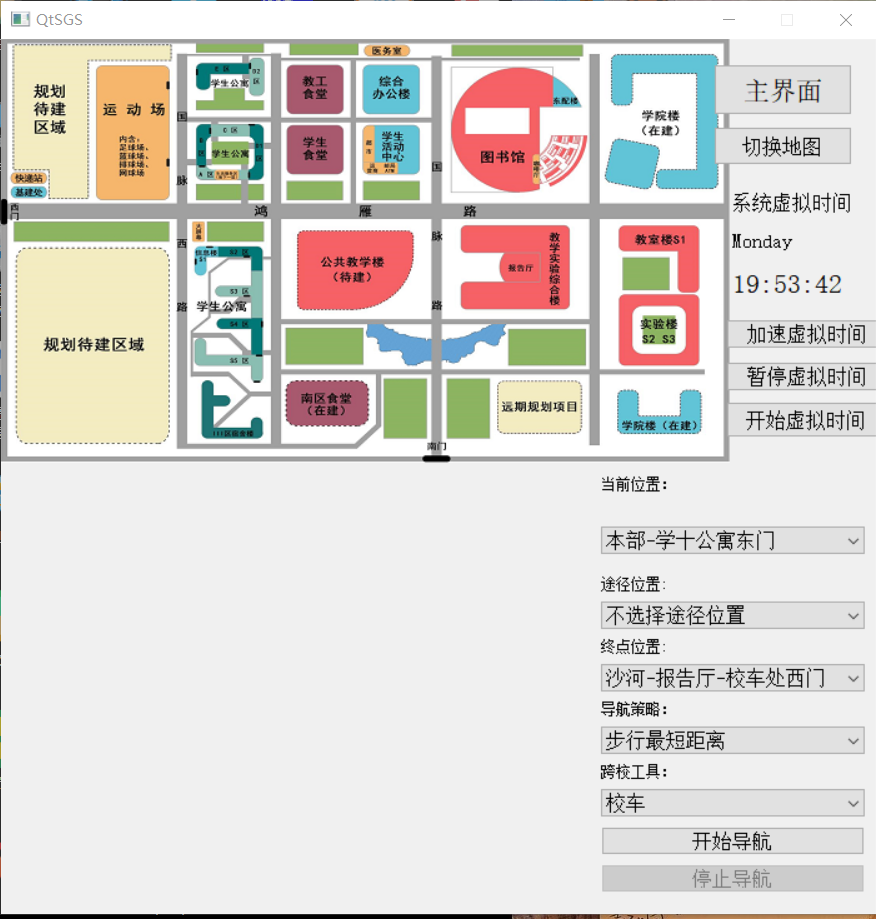 QtSGS
医务室
规划
待建
区域
运动场
内含：
足球场、
篮球场、
排球场、
网球场
快递站
基建处
西
门
C 区
学生公寓
教工
食堂
综合
办公楼
国
D 区
学生公寓
A 区
学生
食堂
超
市
学生
活动
中心
国
图书馆
东配楼
学院楼
（在建）
脉
鸿 雁 路
西
脉
路
路
S2 区
S3 区
学生公寓
S4 区
S5 区
公共教学楼
（待建）
报告厅
教学实验综合楼
教室楼S1
实验楼
S2 S3
规划待建区域
南区食堂
（在建）
远期规划项目
学院楼（在建）
南门
主界面
切换地图
系统虚拟时间
Monday
19:53:42
加速虚拟时间
暂停虚拟时间
开始虚拟时间
当前位置：
本部-学十公寓东门
途径位置：
不选择途径位置
终点位置：
沙河-报告厅-校车处西门
导航策略：
步行最短距离
跨校工具：
校车
开始导航
停止导航